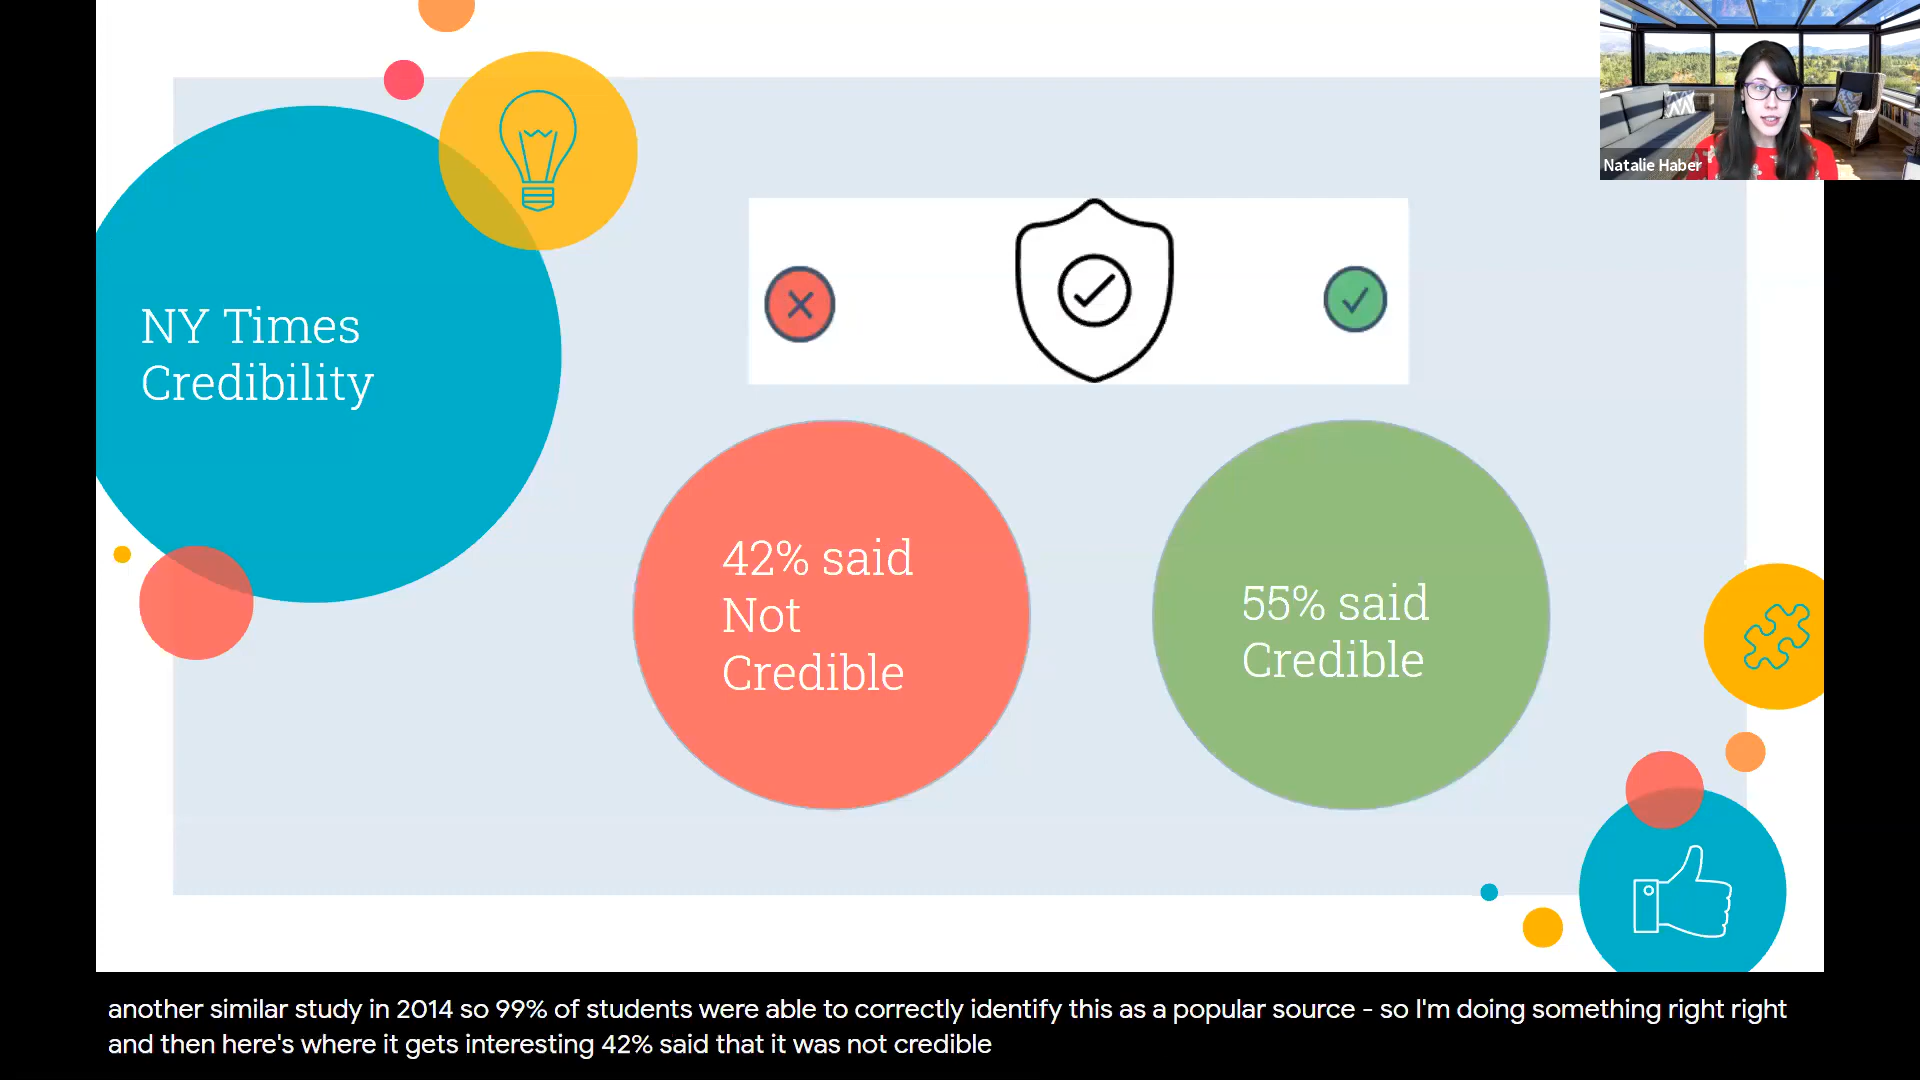 Natalie Haber
NY Times
Credibility
42% said
Not
Credible
55% said
Credible
another similar study in 2014 so 99% of students were able to correctly identify this as a popular source - so I'm doing something right right
and then here's where it gets interesting 42% said that it was not credible